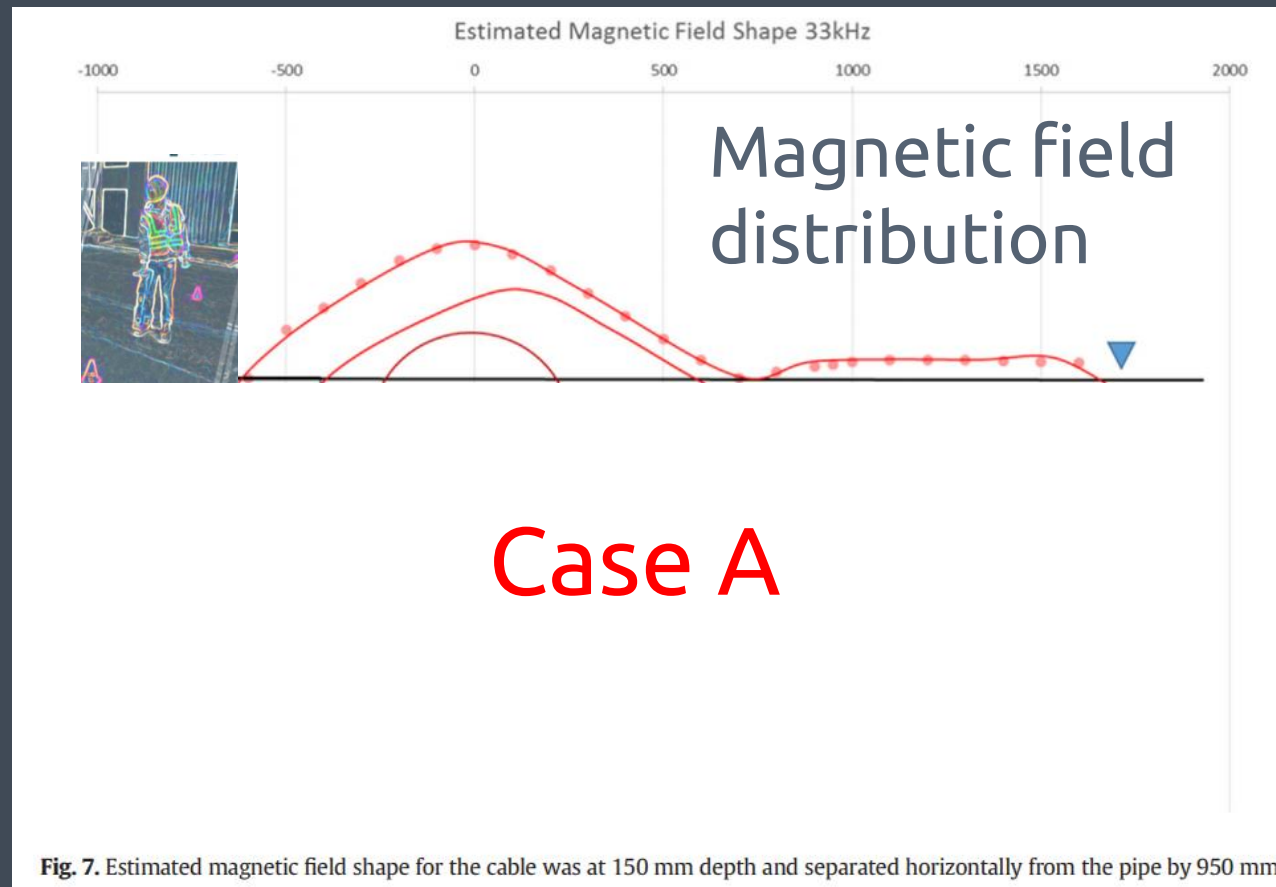 Estimated Magnetic Field Shape 33kHz
-1000 -500 0 500 1000 1500 2000
Magnetic field
distribution
Case A
Fig. 7. Estimated magnetic field shape for the cable was at 150 mm depth and separated horizontally from the pipe by 950 mm